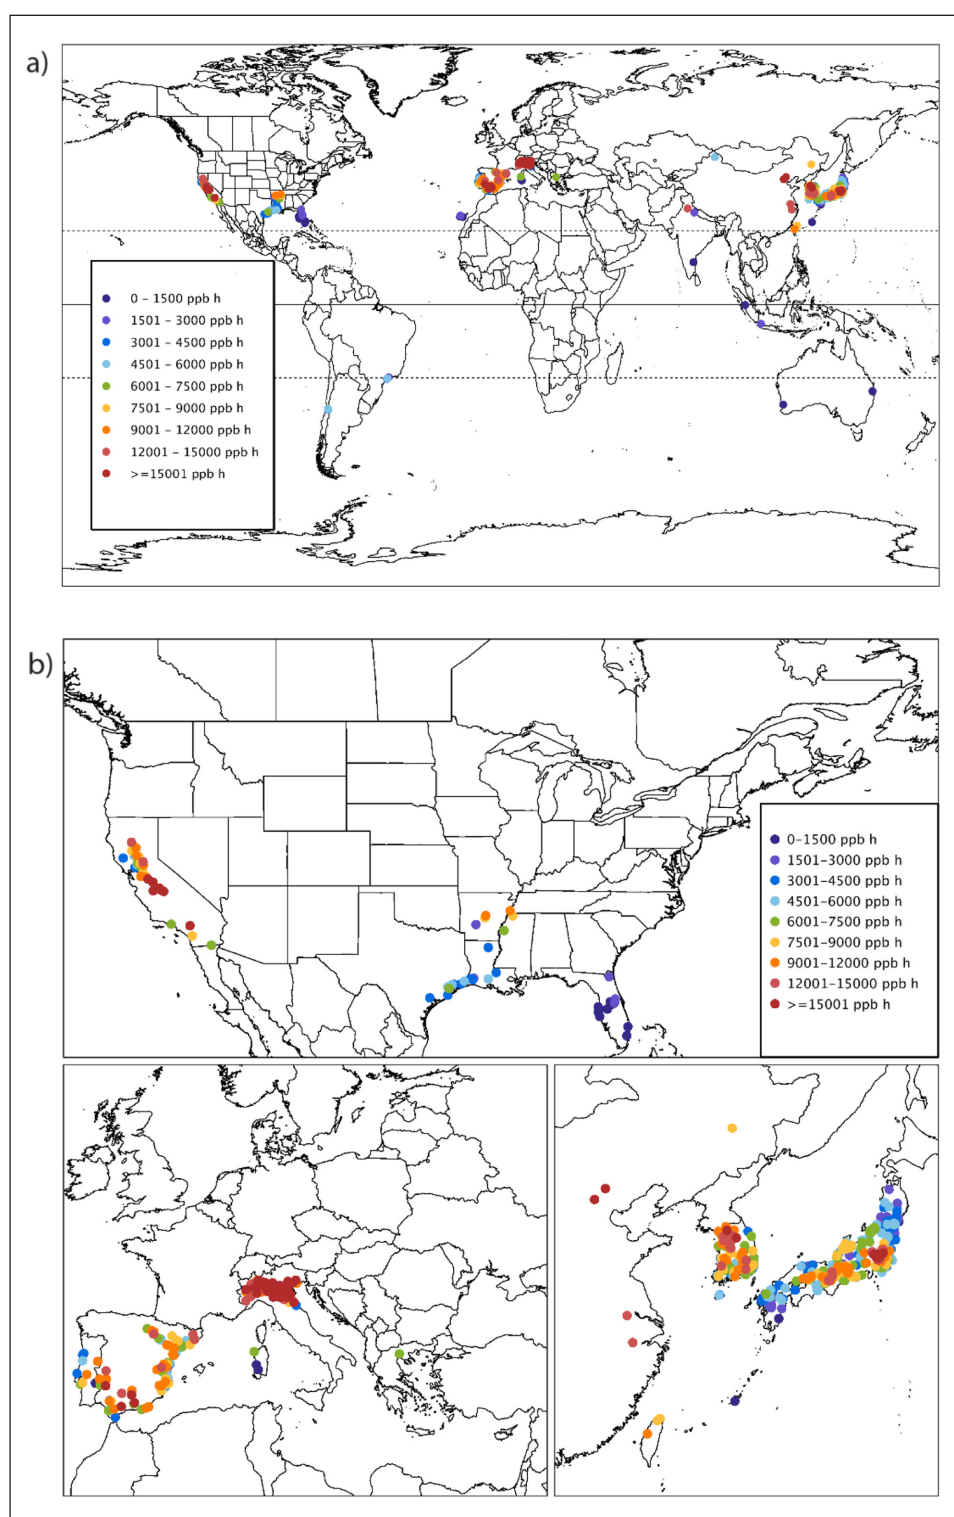 a)
0 – 1500 ppb h
1501 – 3000 ppb h
3001 – 4500 ppb h
4501 – 6000 ppb h
6001 – 7500 ppb h
7501 – 9000 ppb h
9001 – 12000 ppb h
12001 – 15000 ppb h
>=15001 ppb h
b)
0–1500 ppb h
1501–3000 ppb h
3001–4500 ppb h
4501–6000 ppb h
6001–7500 ppb h
7501–9000 ppb h
9001–12000 ppb h
12001–15000 ppb h
>=15001 ppb h